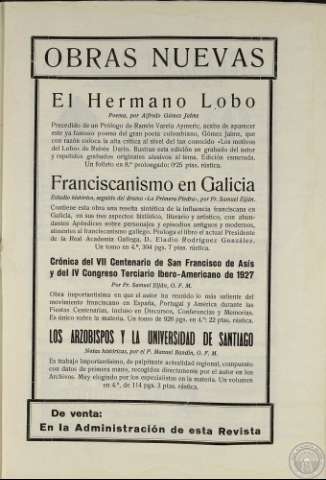 OBRAS NUEVAS
El Hermano Lobo
Poema, por Alfredo Gómez Jaime
Precedido de un Prólogo de Ramón Varela Aymeric, acaba de aparecer
este ya famoso poema del gran poeta colombiano, Gómez Jaime, que
con razón coloca la alta crítica al nivel del tan conocido «Los motivos
del Lobo» de Rubén Darío. Ilustran esta edición un grabado del autor
y repetidos grabados originales alusivos al tema. Edición esmerada.
Un folleto en 8.º prolongado: 0'25 ptas. rústica.
Franciscanismo en Galicia
Estudio histórico, seguido del drama «La Primera Piedra», por Fr. Samuel Eiján.
Contiene esta obra una reseña sintética de la influencia franciscana en
Galicia, en sus tres aspectos histórico, literario y artístico, con abun-
dantes Apéndices sobre personajes y episodios antiguos y modernos,
atinentes al franciscanismo gallego. Prologa el libro el actual Presidente
de la Real Academia Gallega, D. Eladio Rodríguez González.
Un tomo en 4.º, 304 pgs. 7 ptas. rústica.
Crónica del VII Centenario de San Francisco de Asís
y del IV Congreso Terciario Ibero-Americano de 1927
Por Fr. Samuel Eiján, O. F. M.
Obra importantísima en que el autor ha reunido lo más saliente del
movimiento franciscano en España, Portugal y América durante las
Fiestas Centenarias, incluso en Discursos, Conferencias y Memorias.
Es único sobre la materia. Un tomo de 928 pgs. en 4.º: 22 ptas. rústica.
LOS ARZOBISPOS Y LA UNIVERSIDAD DE SANTIAGO
Notas históricas, por el P. Manuel Bandín, O. F. M.
Es trabajo importantísimo, de palpitante actualidad regional, compuesto
con datos de primera mano, recogidos directamente por el autor en los
Archivos. Muy elogiado por los especialistas en la materia. Un volumen
en 4.º, de 114 pgs. 3 ptas. rústica.
De venta:
En la Administración de esta Revista